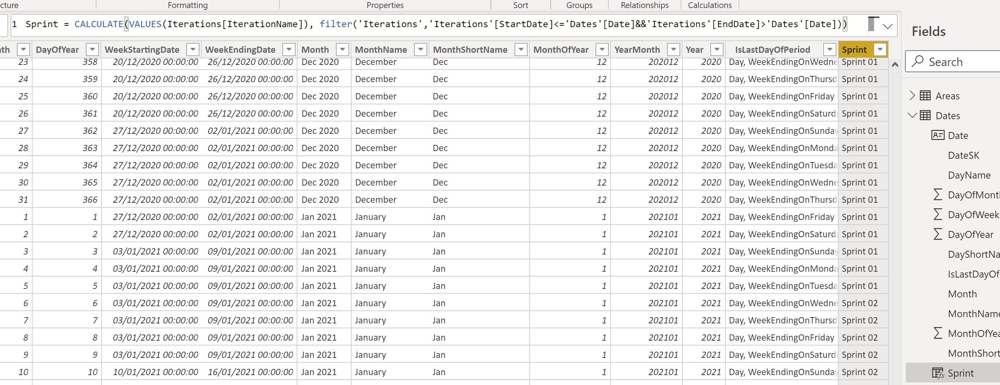 cture Formatting Properties Sort Groups Relationships Calculations
1 Sprint = CALCULATE(VALUES(Iterations[IterationName]), filter('Iterations','Iterations'[StartDate]<='Dates'[Date]&&'Iterations'[EndDate]>'Dates'[Date]))
th DayOfYear WeekStartingDate WeekEndingDate Month MonthName MonthShortName MonthOfYear YearMonth Year IsLastDayOfPeriod Sprint
23 358 20/12/2020 00:00:00 26/12/2020 00:00:00 Dec 2020 December Dec 12 202012 2020 Day, WeekEndingOnWedne Sprint 01
24 359 20/12/2020 00:00:00 26/12/2020 00:00:00 Dec 2020 December Dec 12 202012 2020 Day, WeekEndingOnThursd Sprint 01
25 360 20/12/2020 00:00:00 26/12/2020 00:00:00 Dec 2020 December Dec 12 202012 2020 Day, WeekEndingOnFriday Sprint 01
26 361 20/12/2020 00:00:00 26/12/2020 00:00:00 Dec 2020 December Dec 12 202012 2020 Day, WeekEndingOnSaturda Sprint 01
27 362 27/12/2020 00:00:00 02/01/2021 00:00:00 Dec 2020 December Dec 12 202012 2020 Day, WeekEndingOnSunday Sprint 01
28 363 27/12/2020 00:00:00 02/01/2021 00:00:00 Dec 2020 December Dec 12 202012 2020 Day, WeekEndingOnMonda Sprint 01
29 364 27/12/2020 00:00:00 02/01/2021 00:00:00 Dec 2020 December Dec 12 202012 2020 Day, WeekEndingOnTuesda Sprint 01
30 365 27/12/2020 00:00:00 02/01/2021 00:00:00 Dec 2020 December Dec 12 202012 2020 Day, WeekEndingOnWedne Sprint 01
31 366 27/12/2020 00:00:00 02/01/2021 00:00:00 Dec 2020 December Dec 12 202012 2020 Day, WeekEndingOnThursd Sprint 01
1 1 27/12/2020 00:00:00 02/01/2021 00:00:00 Jan 2021 January Jan 1 202101 2021 Day, WeekEndingOnFriday Sprint 01
2 2 27/12/2020 00:00:00 02/01/2021 00:00:00 Jan 2021 January Jan 1 202101 2021 Day, WeekEndingOnSaturda Sprint 01
3 3 03/01/2021 00:00:00 09/01/2021 00:00:00 Jan 2021 January Jan 1 202101 2021 Day, WeekEndingOnSunday Sprint 01
4 4 03/01/2021 00:00:00 09/01/2021 00:00:00 Jan 2021 January Jan 1 202101 2021 Day, WeekEndingOnMonda Sprint 01
5 5 03/01/2021 00:00:00 09/01/2021 00:00:00 Jan 2021 January Jan 1 202101 2021 Day, WeekEndingOnTuesda Sprint 01
6 6 03/01/2021 00:00:00 09/01/2021 00:00:00 Jan 2021 January Jan 1 202101 2021 Day, WeekEndingOnWedne Sprint 02
7 7 03/01/2021 00:00:00 09/01/2021 00:00:00 Jan 2021 January Jan 1 202101 2021 Day, WeekEndingOnThursd Sprint 02
8 8 03/01/2021 00:00:00 09/01/2021 00:00:00 Jan 2021 January Jan 1 202101 2021 Day, WeekEndingOnFriday Sprint 02
9 9 03/01/2021 00:00:00 09/01/2021 00:00:00 Jan 2021 January Jan 1 202101 2021 Day, WeekEndingOnSaturda Sprint 02
10 10 10/01/2021 00:00:00 16/01/2021 00:00:00 Jan 2021 January Jan 1 202101 2021 Day, WeekEndingOnSunday Sprint 02
Fields
Search
Areas
Dates
Date
DateSK
DayName
DayOfMont
DayOfWeek
DayOfYear
DayShortNa
IsLastDayOf
Month
MonthName
MonthOfYea
MonthShort
Sprint